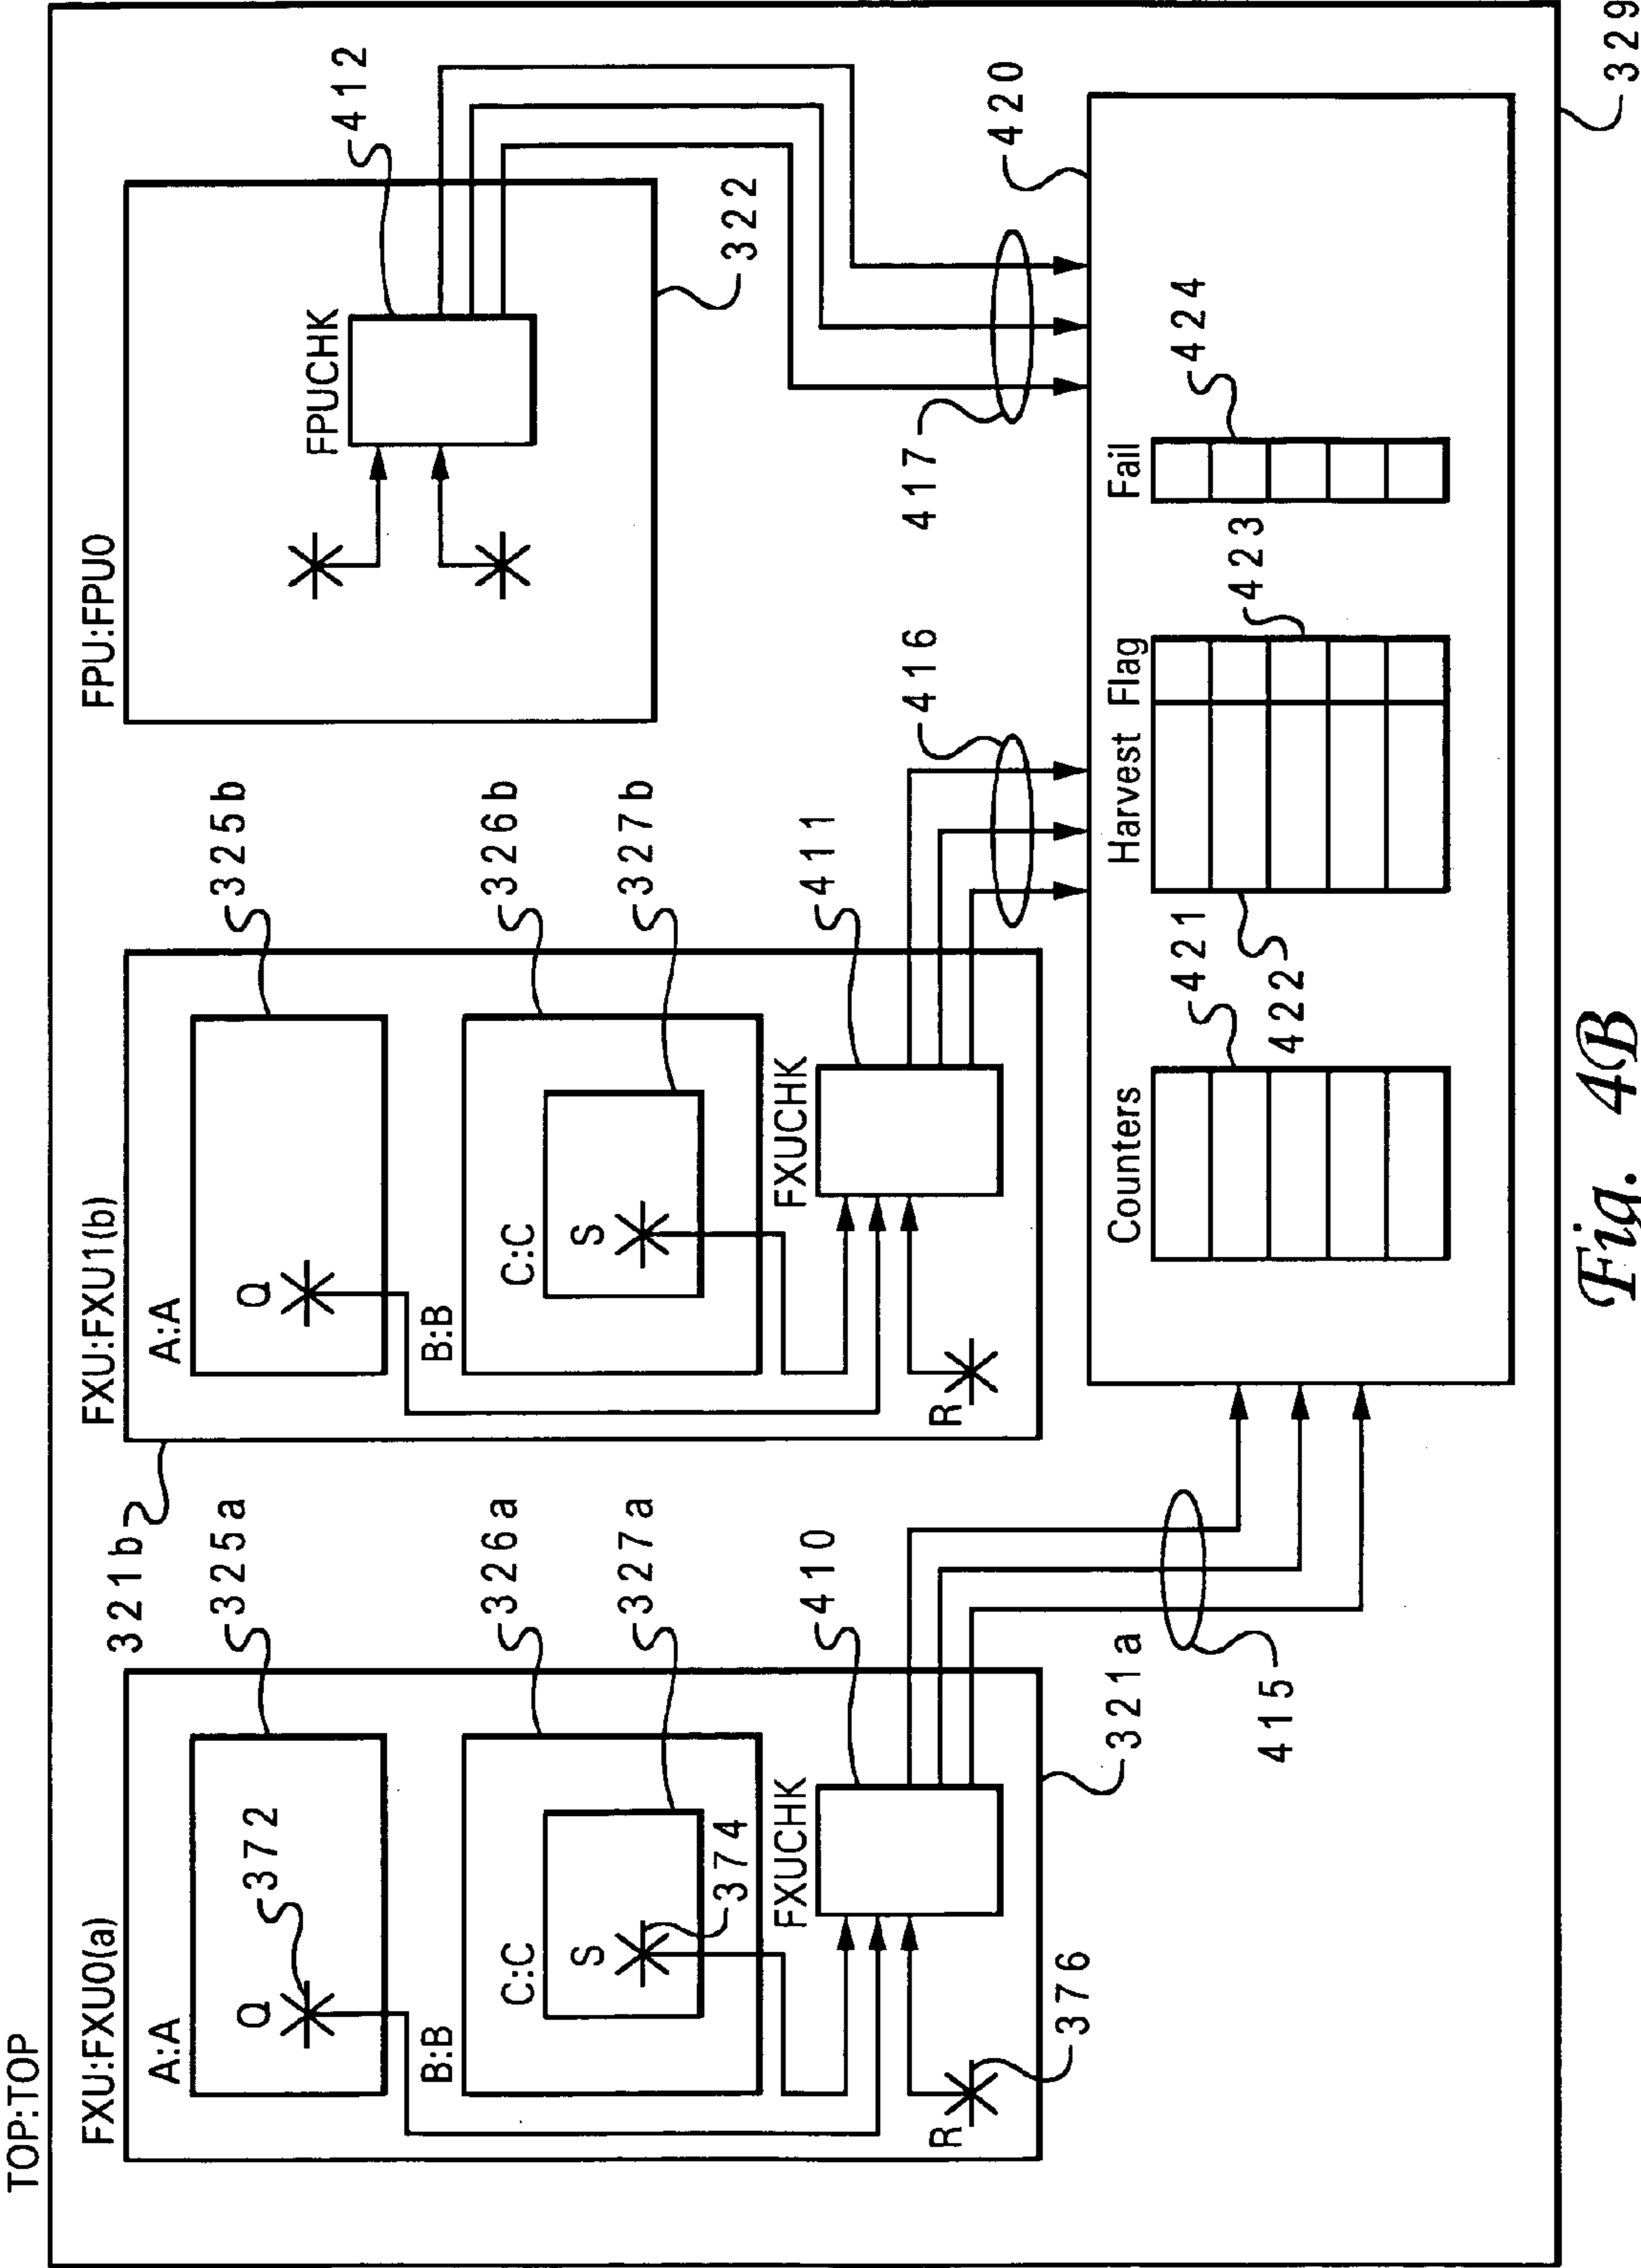 TOP:TOP
FXU:FXU0(a)
A:A
Q
372
325a
B:B
C:C
S
374
326a
327a
FXUCHK
410
R
376
321a
415
321b
FXU:FXU1(b)
A:A
Q
325b
B:B
C:C
S
326b
327b
FXUCHK
411
R
416
FPU:FPU0
FPUCHK
412
322
417
420
Counters
421
Harvest Flag
422
423
Fail
424
329
Fig. 4B